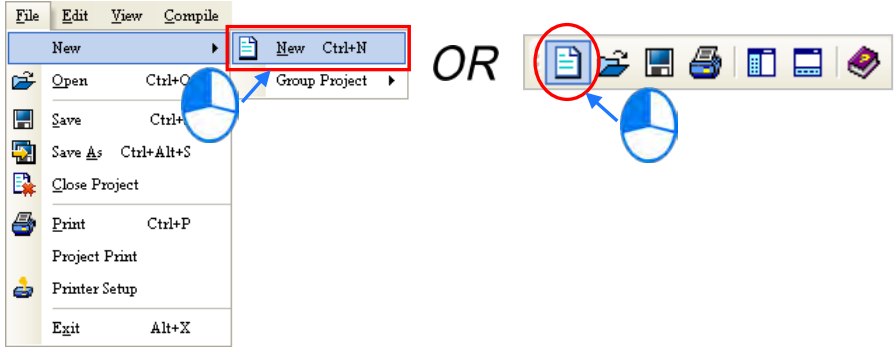 File Edit View Compile
New
New Ctrl+N
Open Ctrl+O
Group Project
Save Ctrl+
Save As Ctrl+Alt+S
Close Project
Print Ctrl+P
Project Print
Printer Setup
Exit Alt+X
OR